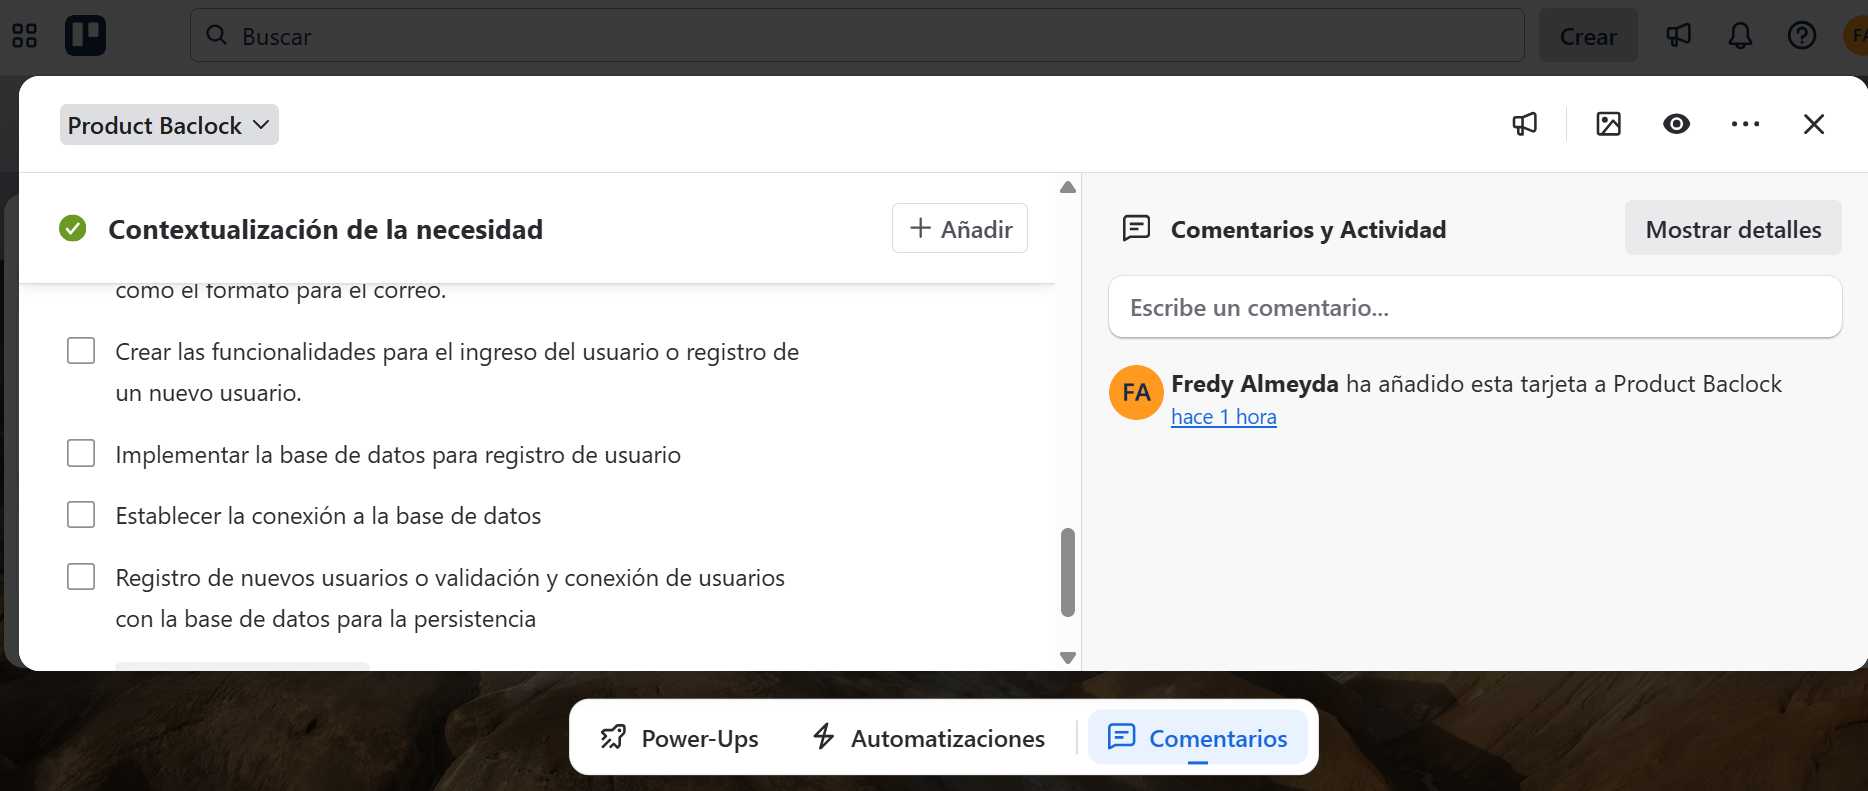 Buscar
Crear
FA
Product Baclock
Contextualización de la necesidad
Añadir
como el formato para el correo.
Crear las funcionalidades para el ingreso del usuario o registro de
un nuevo usuario.
Implementar la base de datos para registro de usuario
Establecer la conexión a la base de datos
Registro de nuevos usuarios o validación y conexión de usuarios
con la base de datos para la persistencia
Comentarios y Actividad
Mostrar detalles
Escribe un comentario...
FA
Fredy Almeyda ha añadido esta tarjeta a Product Baclock
hace 1 hora
Power-Ups
Automatizaciones
Comentarios